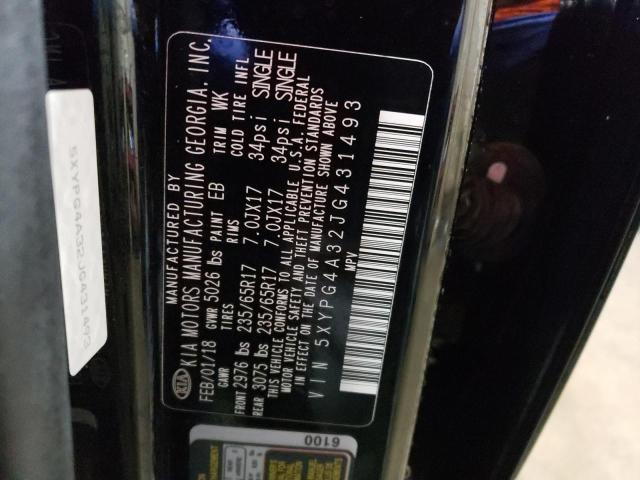 MANUFACTURED BY
KIA KIA MOTORS MANUFACTURING GEORGIA, INC.
FEB/01/18 GVWR 5026 lbs PAINT EB TRIM WK
GAWR TIRES RIMS COLD TIRE INFL
FRONT 2976 lbs 235/65R17 7.0JX17 34psi SINGLE
REAR 3075 lbs 235/65R17 7.0JX17 34psi SINGLE
THIS VEHICLE CONFORMS TO ALL APPLICABLE U.S.A. FEDERAL
MOTOR VEHICLE SAFETY AND THEFT PREVENTION STANDARDS
IN EFFECT ON THE DATE OF MANUFACTURE SHOWN ABOVE
VIN 5XYPG4A32JG431493
MPV
5XYPG4A32JG431493
6100